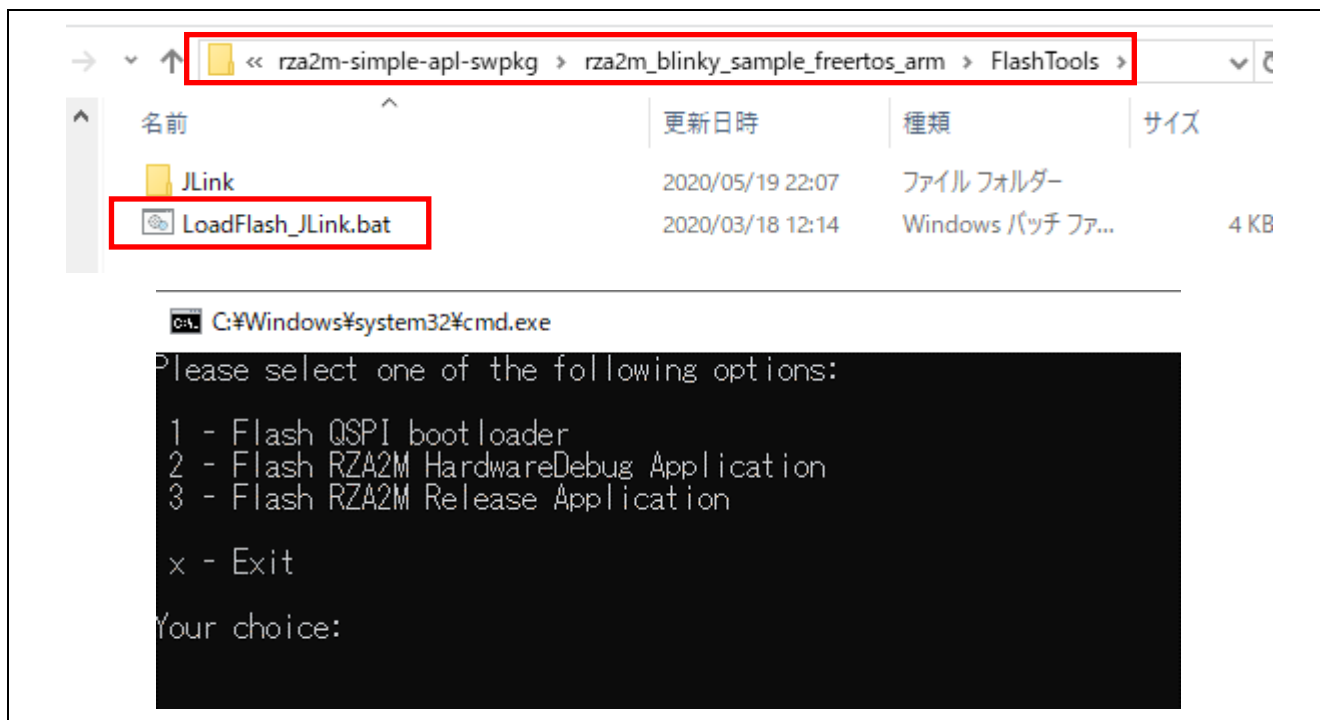 « rza2m-simple-apl-swpkg > rza2m_blinky_sample_freertos_arm > FlashTools >
名前 更新日時 種類 サイズ
JLink 2020/05/19 22:07 ファイル フォルダー
LoadFlash_JLink.bat 2020/03/18 12:14 Windows バッチ ファ... 4 KB
C:¥Windows¥system32¥cmd.exe
Please select one of the following options:
1 - Flash QSPI bootloader
2 - Flash RZA2M HardwareDebug Application
3 - Flash RZA2M Release Application
x - Exit
Your choice: